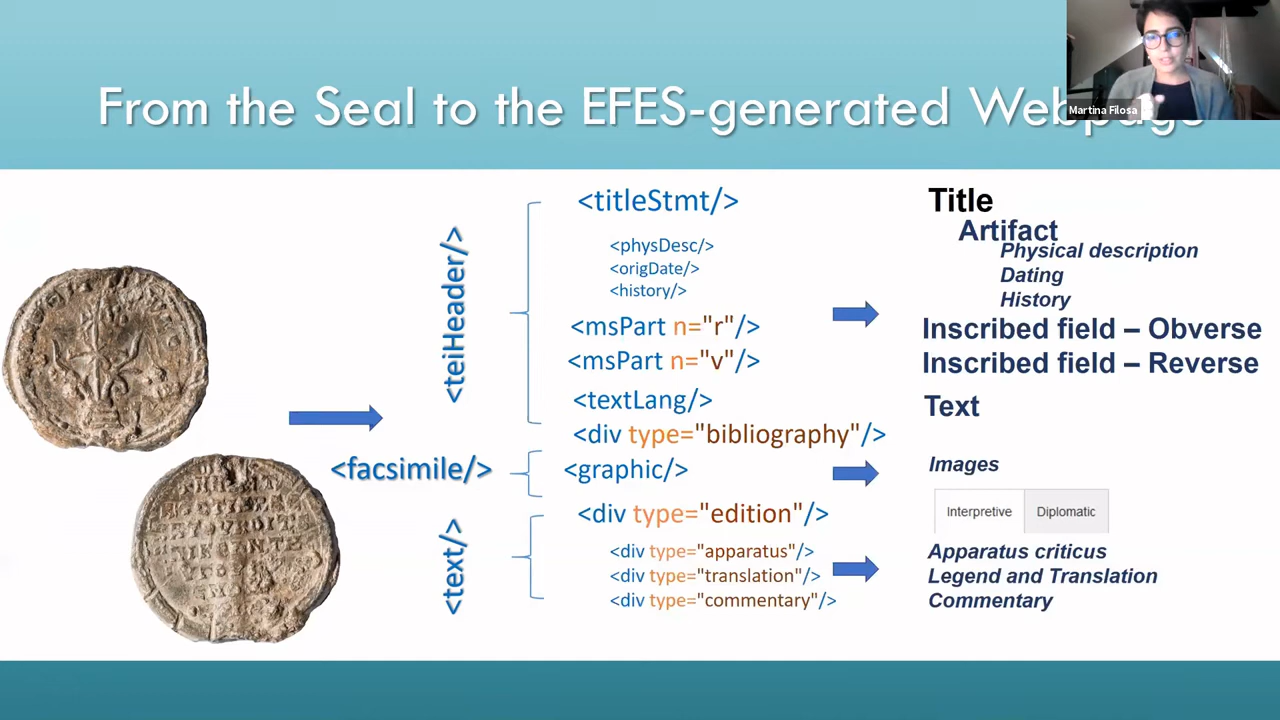 From the Seal to the EFES-generated Webpage
Martina Filosa
<teiHeader/>
<titleStmt/>
<physDesc/>
<origDate/>
<history/>
<msPart n="r"/>
<msPart n="v"/>
<textLang/>
<div type="bibliography"/>
<facsimile/>
<graphic/>
<text/>
<div type="edition"/>
<div type="apparatus"/>
<div type="translation"/>
<div type="commentary"/>
Title
Artifact
Physical description
Dating
History
Inscribed field – Obverse
Inscribed field – Reverse
Text
Images
Interpretive Diplomatic
Apparatus criticus
Legend and Translation
Commentary